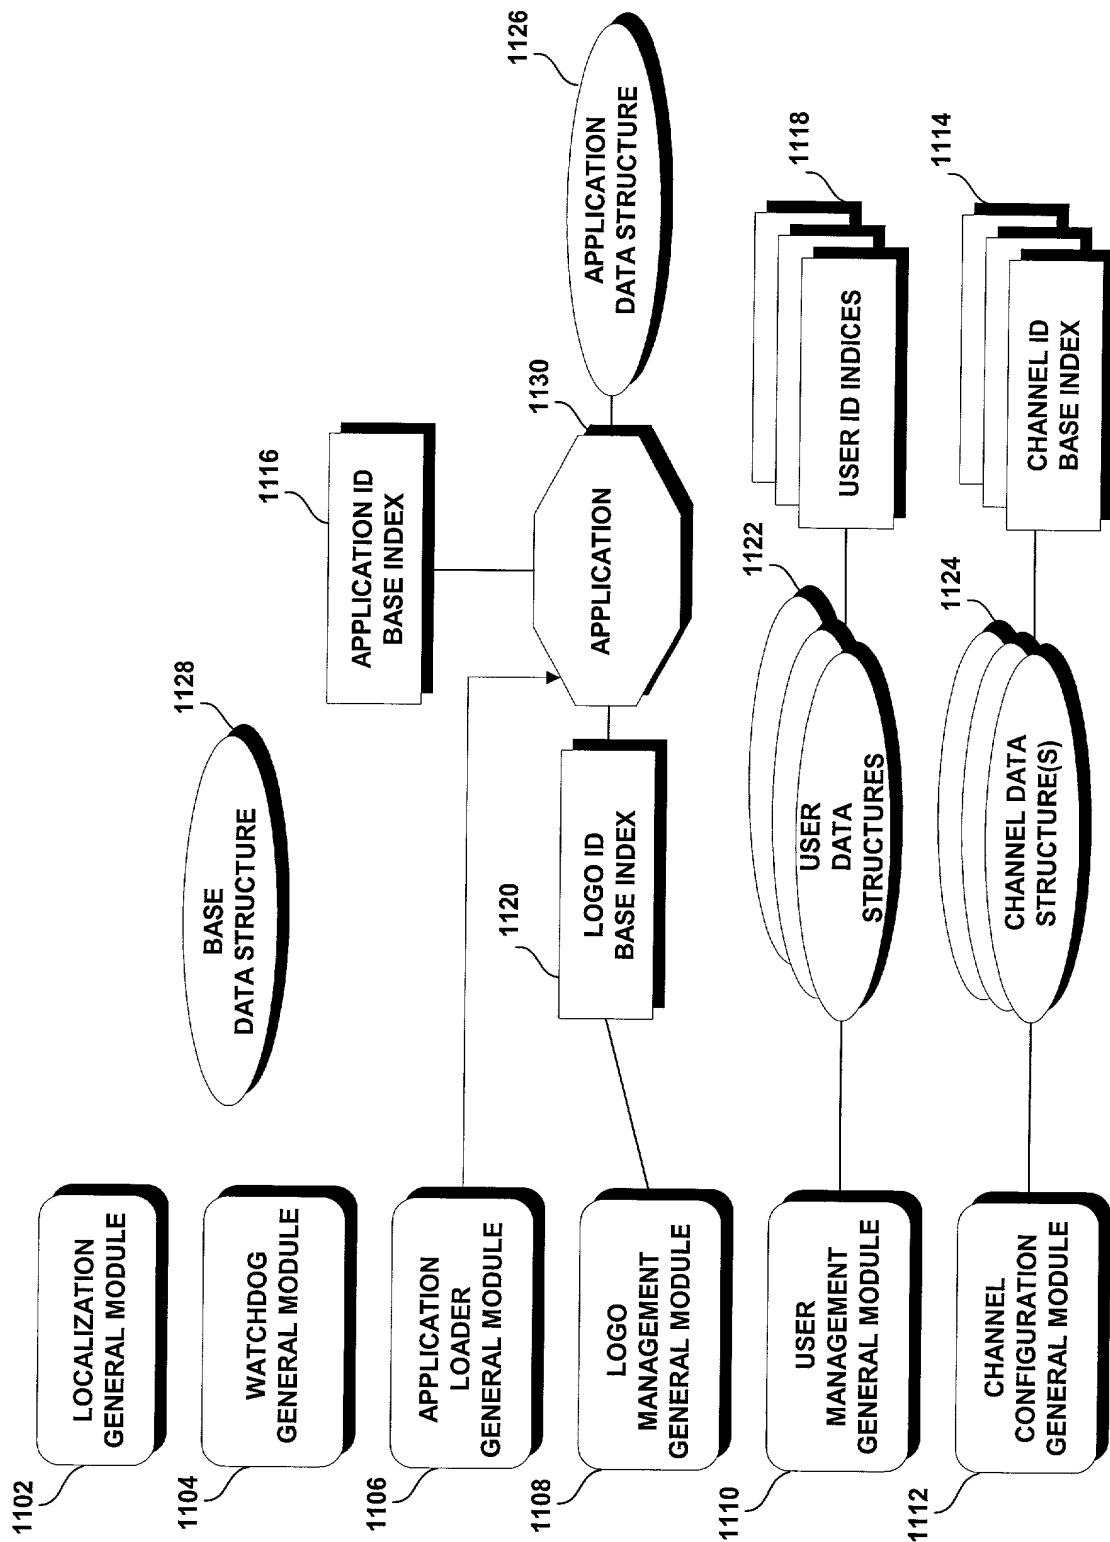 1102
LOCALIZATION
GENERAL MODULE
1104
WATCHDOG
GENERAL MODULE
1106
APPLICATION
LOADER
GENERAL MODULE
1108
LOGO
MANAGEMENT
GENERAL MODULE
1110
USER
MANAGEMENT
GENERAL MODULE
1112
CHANNEL
CONFIGURATION
GENERAL MODULE
1128
BASE
DATA STRUCTURE
1120
LOGO ID
BASE INDEX
1122
USER
DATA
STRUCTURES
1124
CHANNEL DATA
STRUCTURE(S)
1116
APPLICATION ID
BASE INDEX
1130
APPLICATION
1126
APPLICATION
DATA STRUCTURE
1118
USER ID INDICES
1114
CHANNEL ID
BASE INDEX